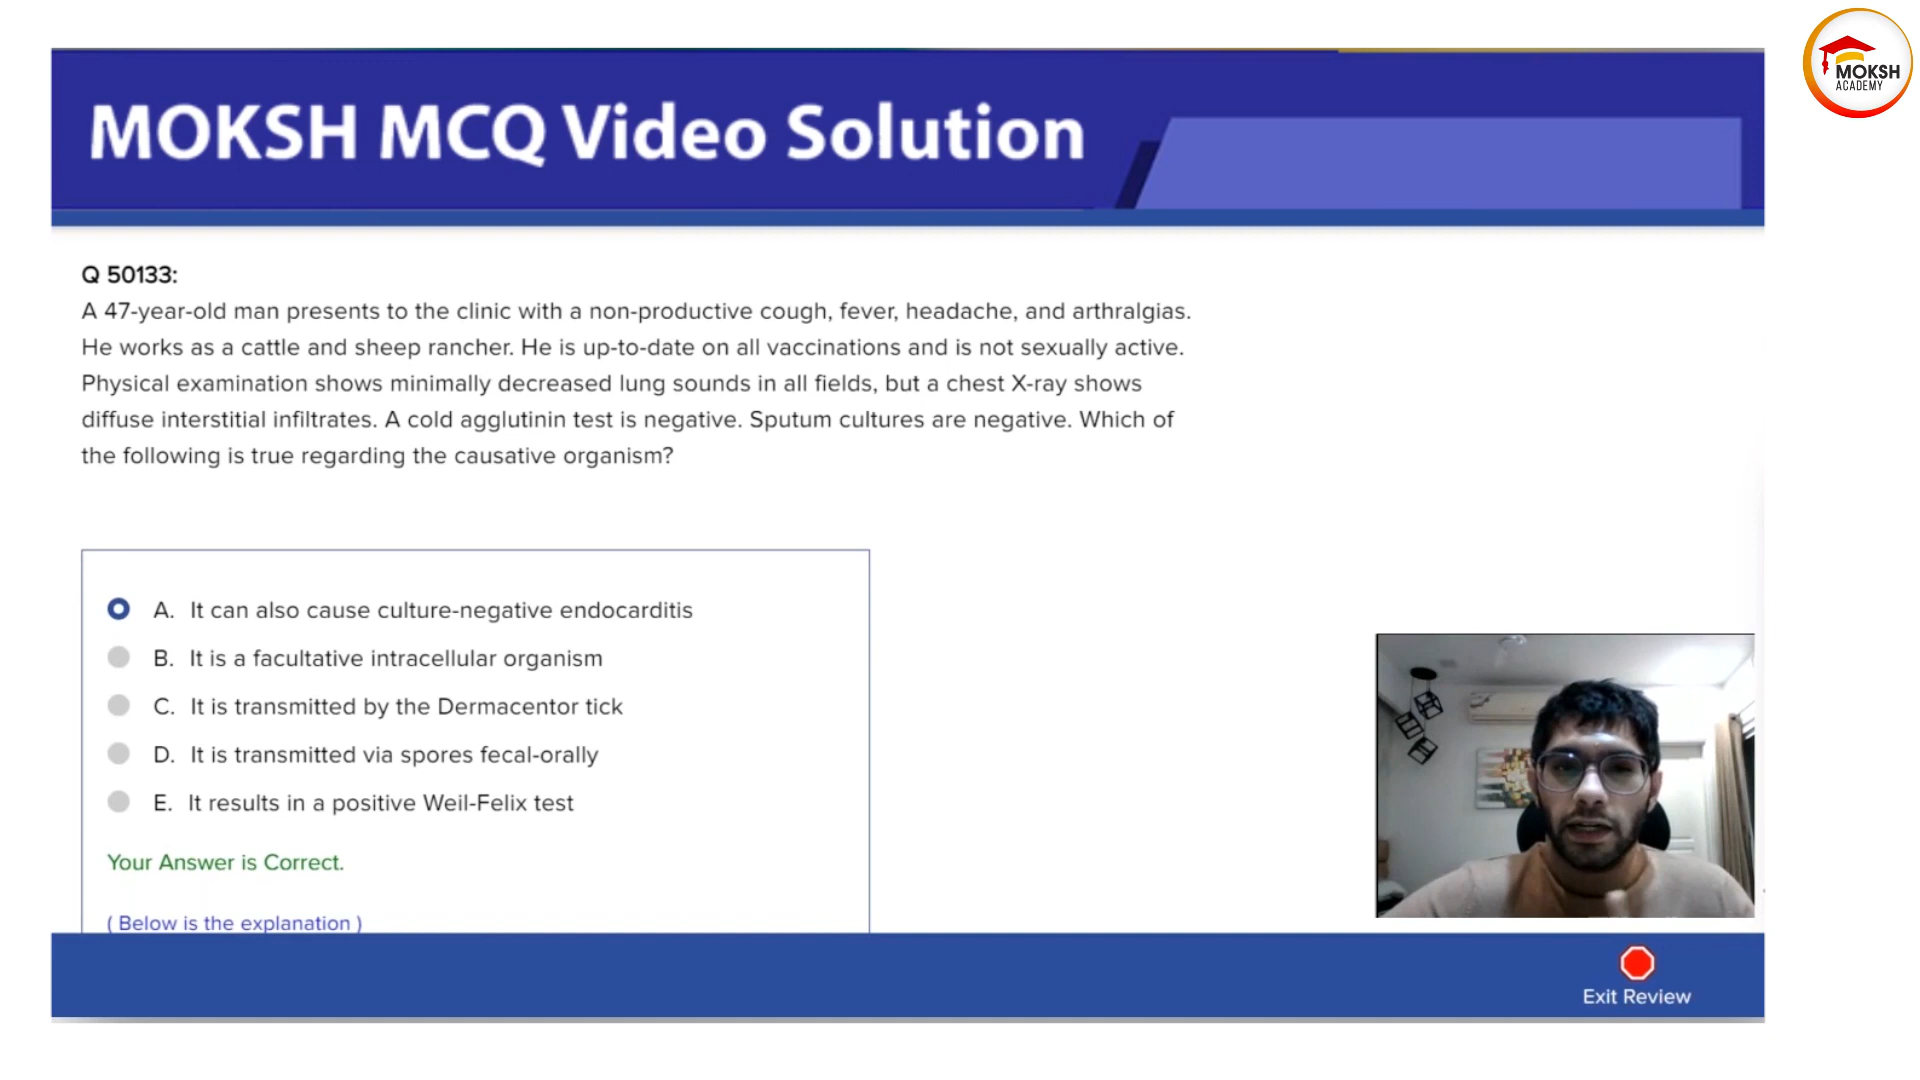 MOKSH
ACADEMY
MOKSH MCQ Video Solution
Q 50133:
A 47-year-old man presents to the clinic with a non-productive cough, fever, headache, and arthralgias.
He works as a cattle and sheep rancher. He is up-to-date on all vaccinations and is not sexually active.
Physical examination shows minimally decreased lung sounds in all fields, but a chest X-ray shows
diffuse interstitial infiltrates. A cold agglutinin test is negative. Sputum cultures are negative. Which of
the following is true regarding the causative organism?
A. It can also cause culture-negative endocarditis
B. It is a facultative intracellular organism
C. It is transmitted by the Dermacentor tick
D. It is transmitted via spores fecal-orally
E. It results in a positive Weil-Felix test
Your Answer is Correct.
( Below is the explanation )
Exit Review